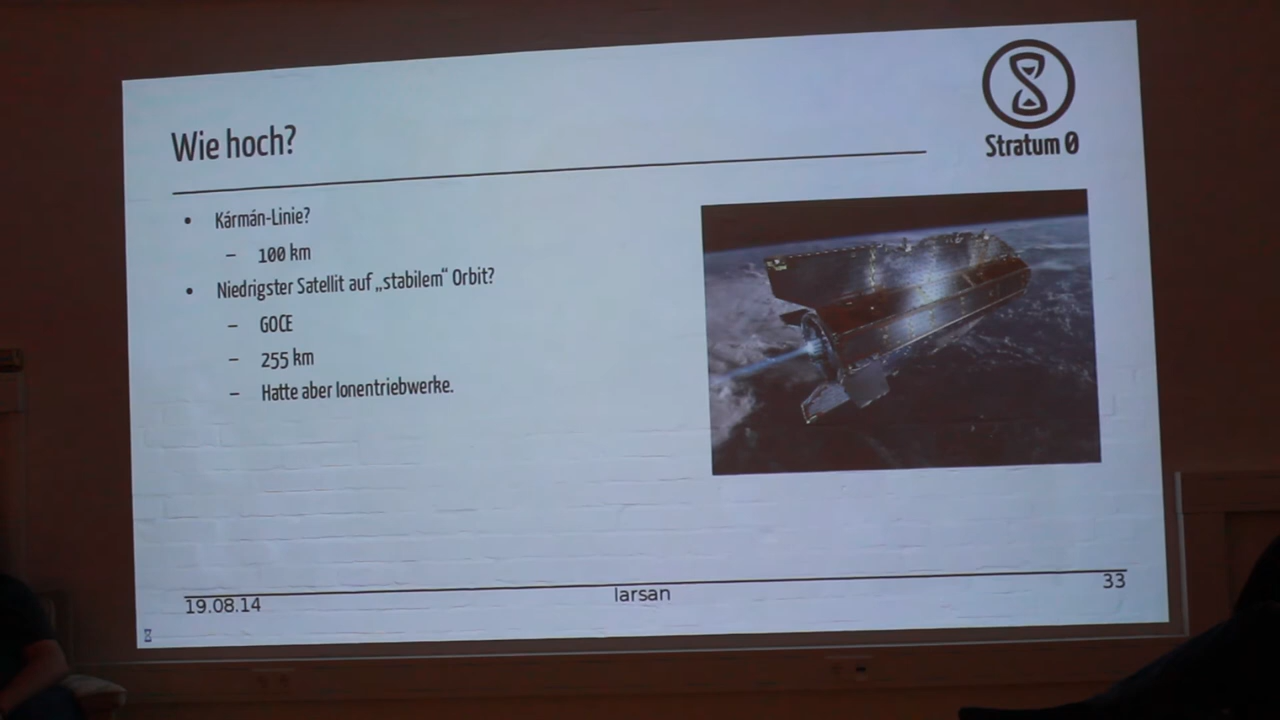 Stratum 0
Wie hoch?
• Kármán-Linie?
– 100 km
• Niedrigster Satellit auf „stabilem“ Orbit?
– GOCE
– 255 km
– Hatte aber Ionentriebwerke.
19.08.14
larsan
33